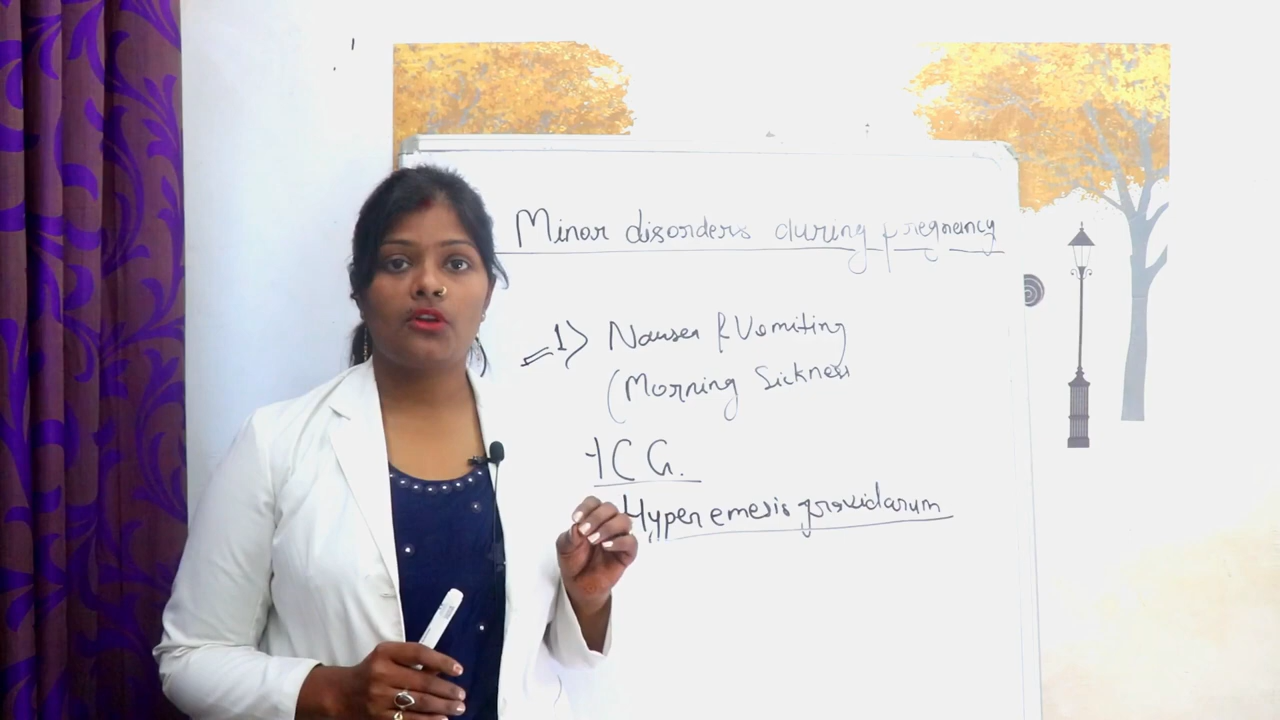 Minor disorders during pregnancy
1) Nausea & Vomiting
(Morning Sickness
HCG.
Hyperemesis gravidarum